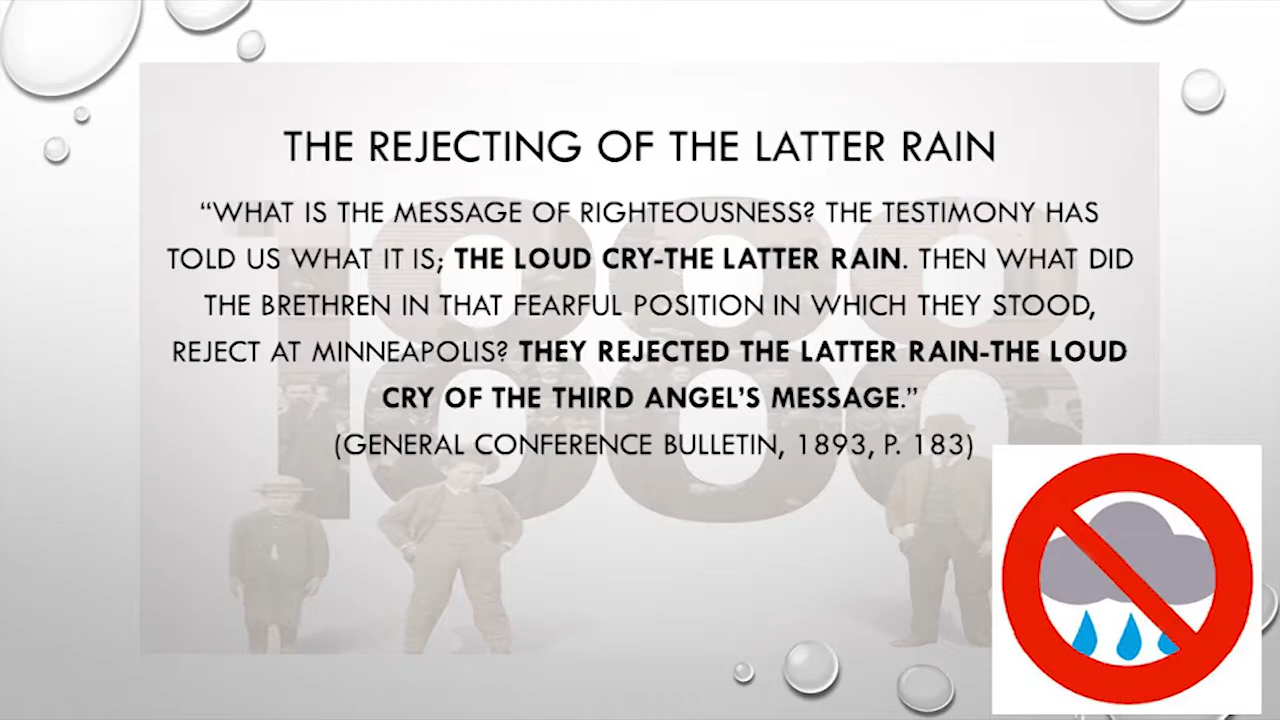 THE REJECTING OF THE LATTER RAIN
“WHAT IS THE MESSAGE OF RIGHTEOUSNESS? THE TESTIMONY HAS
TOLD US WHAT IT IS; THE LOUD CRY-THE LATTER RAIN. THEN WHAT DID
THE BRETHREN IN THAT FEARFUL POSITION IN WHICH THEY STOOD,
REJECT AT MINNEAPOLIS? THEY REJECTED THE LATTER RAIN-THE LOUD
CRY OF THE THIRD ANGEL’S MESSAGE.”
(GENERAL CONFERENCE BULLETIN, 1893, P. 183)
1888